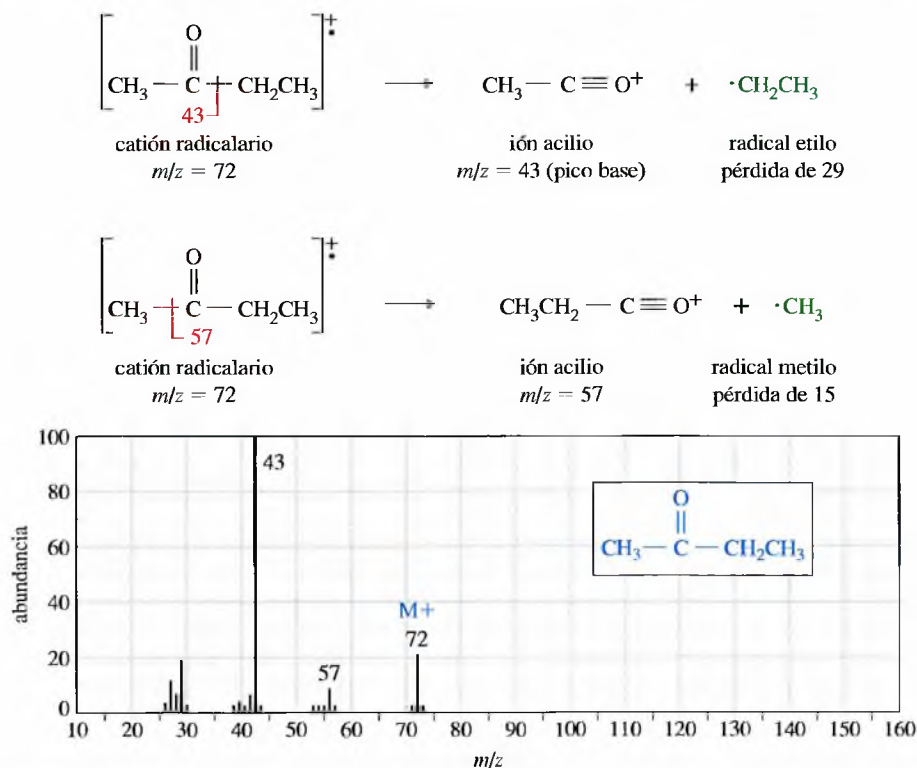 O
CH₃ — C — CH₂CH₃
43
+•
CH₃ — C ≡ O⁺ + ·CH₂CH₃
catión radicalario ión acilio radical etilo
m/z = 72 m/z = 43 (pico base) pérdida de 29
O
CH₃ — C — CH₂CH₃
57
+•
CH₃CH₂ — C ≡ O⁺ + ·CH₃
catión radicalario ión acilio radical metilo
m/z = 72 m/z = 57 pérdida de 15
100
80
60
40
20
0
abundancia
43
57
M+
72
O
CH₃ — C — CH₂CH₃
10 20 30 40 50 60 70 80 90 100 110 120 130 140 150 160
m/z